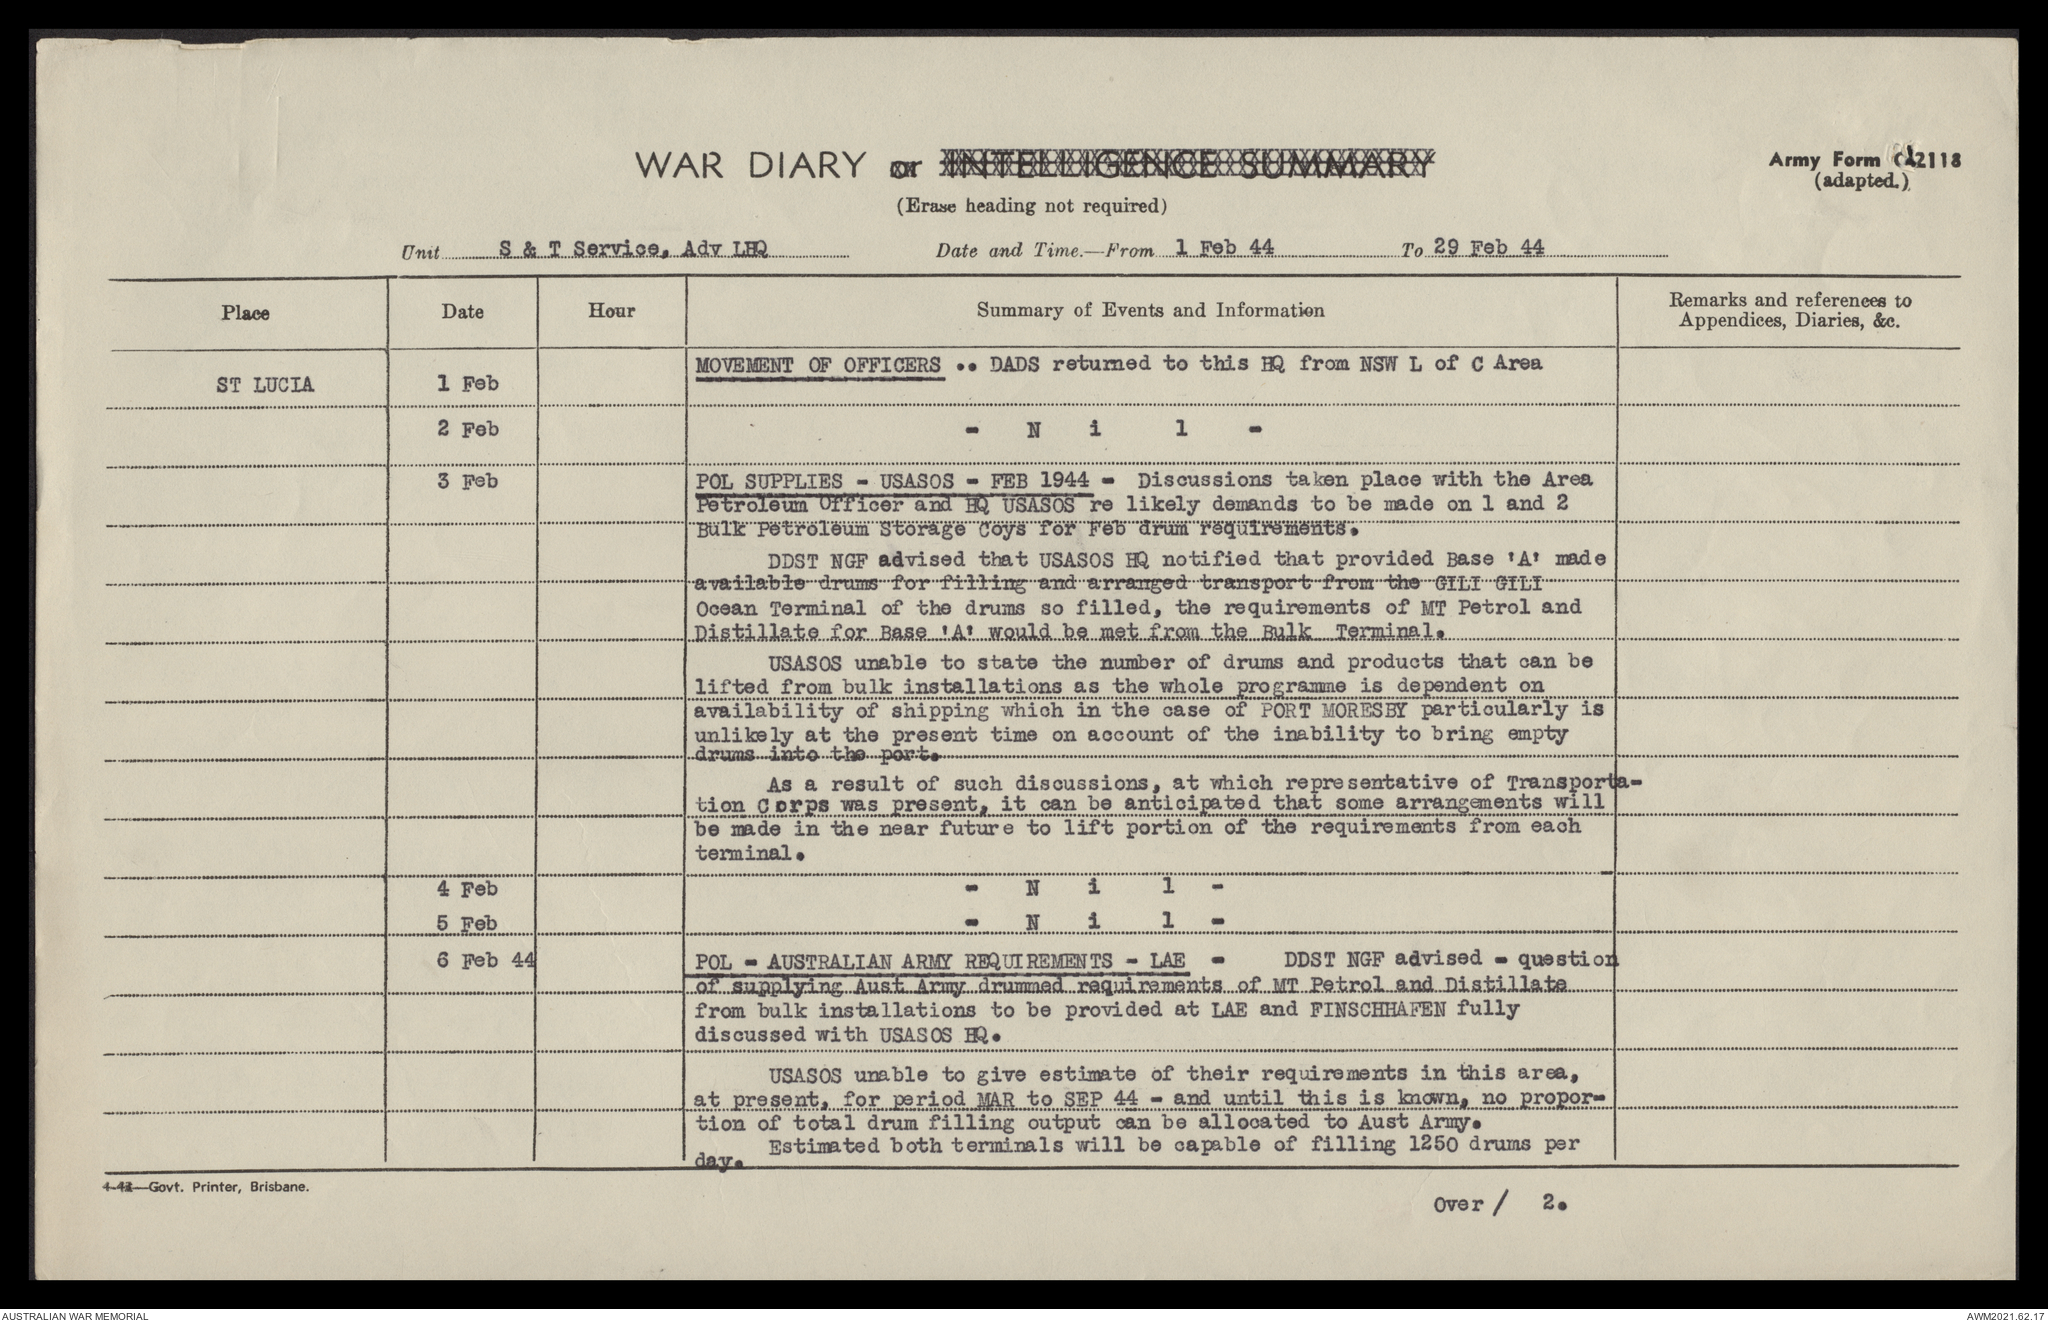 WAR DIARY or INTELLIGENCE SUMMARY
(Erase heading not required)
Army Form 2118
(adapted.)
Unit S & T Service, Adv LHQ Date and Time.—From 1 Feb 44 To 29 Feb 44
Place Date Hour Summary of Events and Information Remarks and references to
Appendices, Diaries, &c.
MOVEMENT OF OFFICERS .. DADS returned to this HQ from NSW L of C Area
ST LUCIA 1 Feb
2 Feb - N i l -
3 Feb POL SUPPLIES - USASOS - FEB 1944 - Discussions taken place with the Area
Petroleum Officer and HQ USASOS re likely demands to be made on 1 and 2
Bulk Petroleum Storage Coys for Feb drum requirements.
DDST NGF advised that USASOS HQ notified that provided Base 'A' made
available drums for filling and arranged transport from the GILI GILI
Ocean Terminal of the drums so filled, the requirements of MT Petrol and
Distillate for Base 'A' would be met from the Bulk Terminal.
USASOS unable to state the number of drums and products that can be
lifted from bulk installations as the whole programme is dependent on
availability of shipping which in the case of PORT MORESBY particularly is
unlikely at the present time on account of the inability to bring empty
drums into the port.
As a result of such discussions, at which representative of Transporta-
tion Corps was present, it can be anticipated that some arrangements will
be made in the near future to lift portion of the requirements from each
terminal.
4 Feb - N i l -
5 Feb - N i l -
6 Feb 44 POL - AUSTRALIAN ARMY REQUIREMENTS - LAE - DDST NGF advised - question
of supplying Aust Army drummed requirements of MT Petrol and Distillate
from bulk installations to be provided at LAE and FINSCHHAFEN fully
discussed with USASOS HQ.
USASOS unable to give estimate of their requirements in this area,
at present, for period MAR to SEP 44 - and until this is known, no propor-
tion of total drum filling output can be allocated to Aust Army.
Estimated both terminals will be capable of filling 1250 drums per
day.
—Govt. Printer, Brisbane.
Over / 2.
AUSTRALIAN WAR MEMORIAL AWM2021.62.17